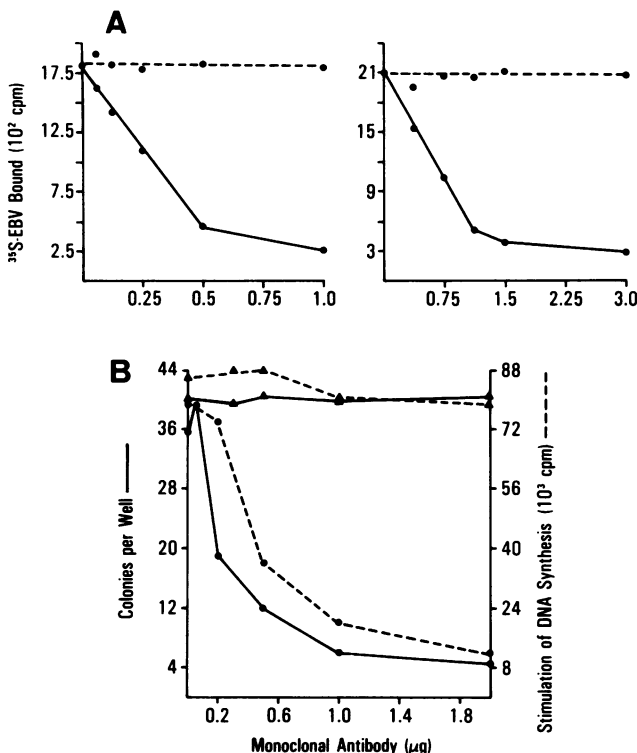 A
³⁵S-EBV Bound (10² cpm)
17.5
12.5
7.5
2.5
0.25 0.5 0.75 1.0
21
15
9
3
0.75 1.5 2.25 3.0
B
Colonies per Well
44
36
28
20
12
4
88
72
56
40
24
8
Stimulation of DNA Synthesis (10³ cpm)
0.2 0.6 1.0 1.4 1.8
Monoclonal Antibody (µg)